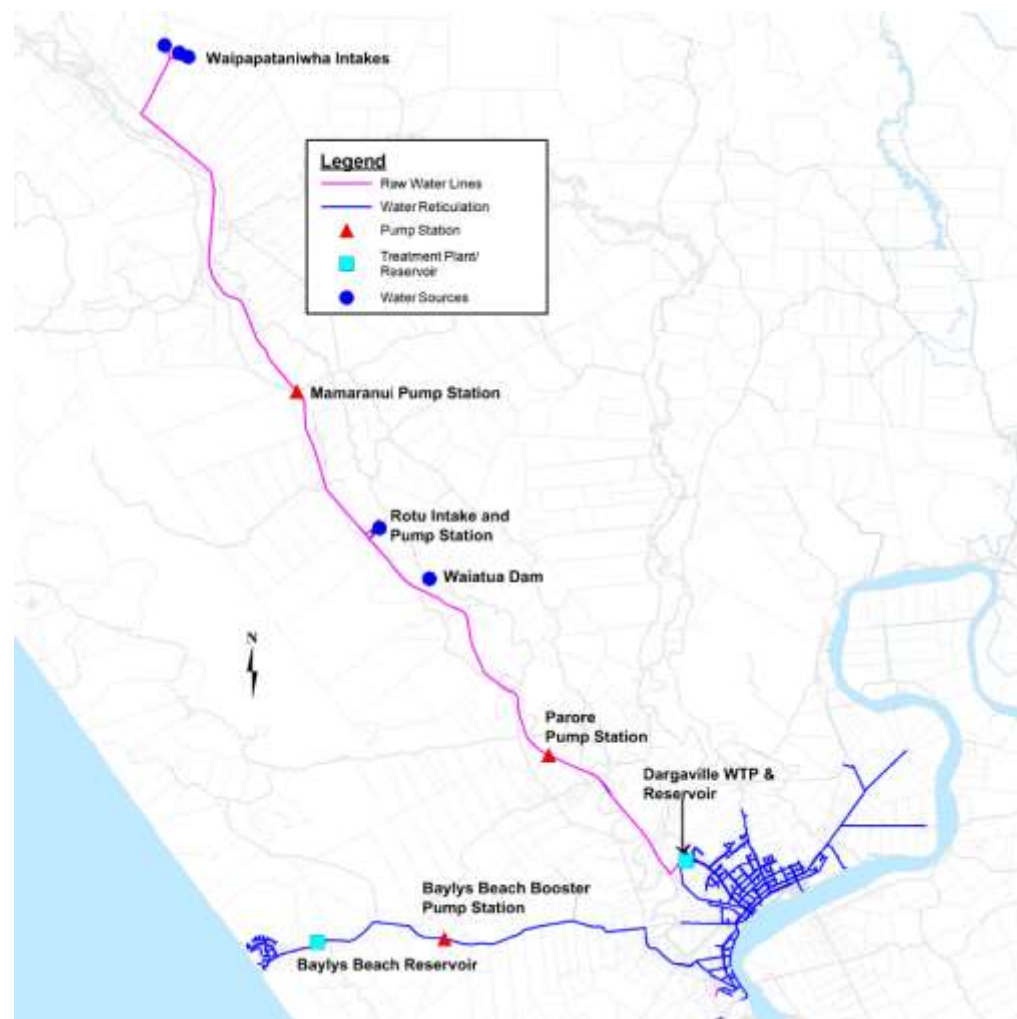 Waipapataniwha Intakes
Legend
Raw Water Lines
Water Reticulation
Pump Station
Treatment Plant/
Reservoir
Water Sources
Mamaranui Pump Station
Rotu Intake and
Pump Station
Waiatua Dam
N
Parore
Pump Station
Dargaville WTP &
Reservoir
Baylys Beach Booster
Pump Station
Baylys Beach Reservoir